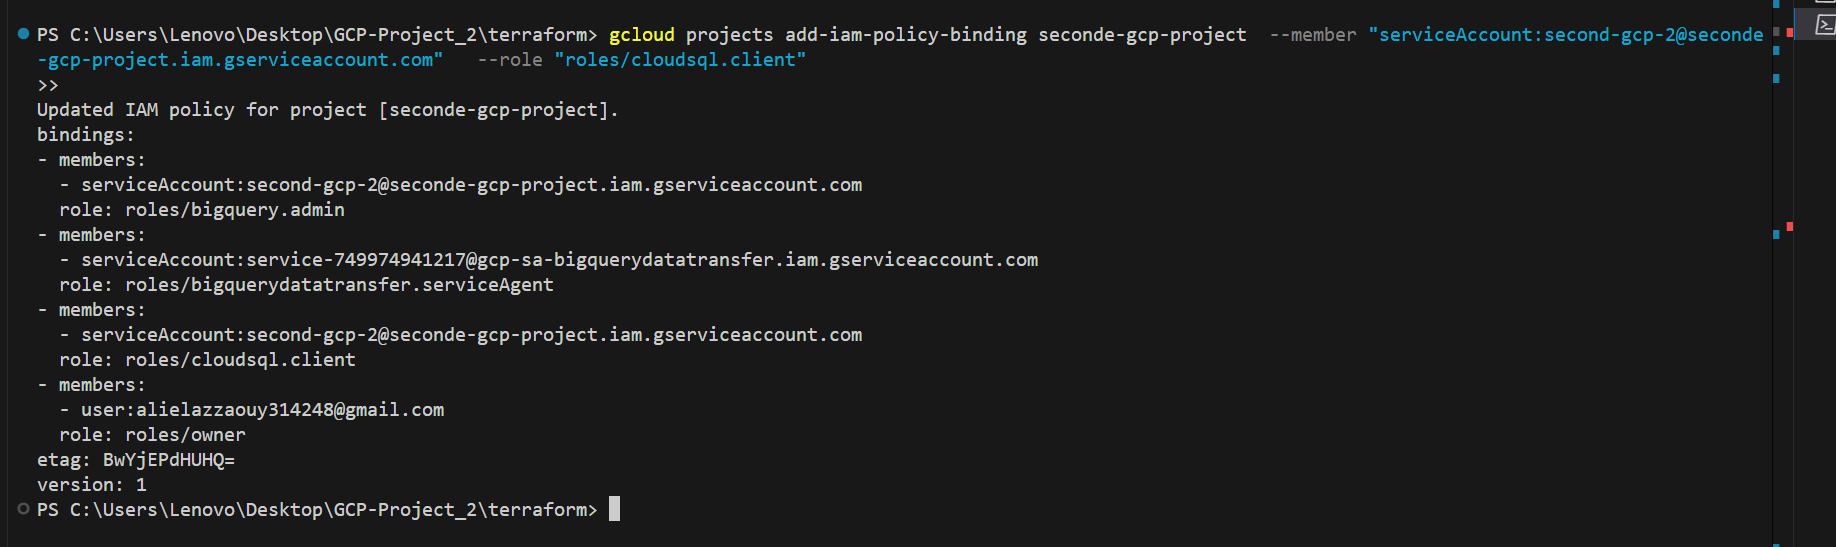 PS C:\Users\Lenovo\Desktop\GCP-Project_2\terraform> gcloud projects add-iam-policy-binding seconde-gcp-project  --member "serviceAccount:second-gcp-2@seconde
-gcp-project.iam.gserviceaccount.com"   --role "roles/cloudsql.client"
>>
Updated IAM policy for project [seconde-gcp-project].
bindings:
- members:
  - serviceAccount:second-gcp-2@seconde-gcp-project.iam.gserviceaccount.com
  role: roles/bigquery.admin
- members:
  - serviceAccount:service-749974941217@gcp-sa-bigquerydatatransfer.iam.gserviceaccount.com
  role: roles/bigquerydatatransfer.serviceAgent
- members:
  - serviceAccount:second-gcp-2@seconde-gcp-project.iam.gserviceaccount.com
  role: roles/cloudsql.client
- members:
  - user:alielazzaouy314248@gmail.com
  role: roles/owner
etag: BwYjEPdHUHQ=
version: 1
PS C:\Users\Lenovo\Desktop\GCP-Project_2\terraform>